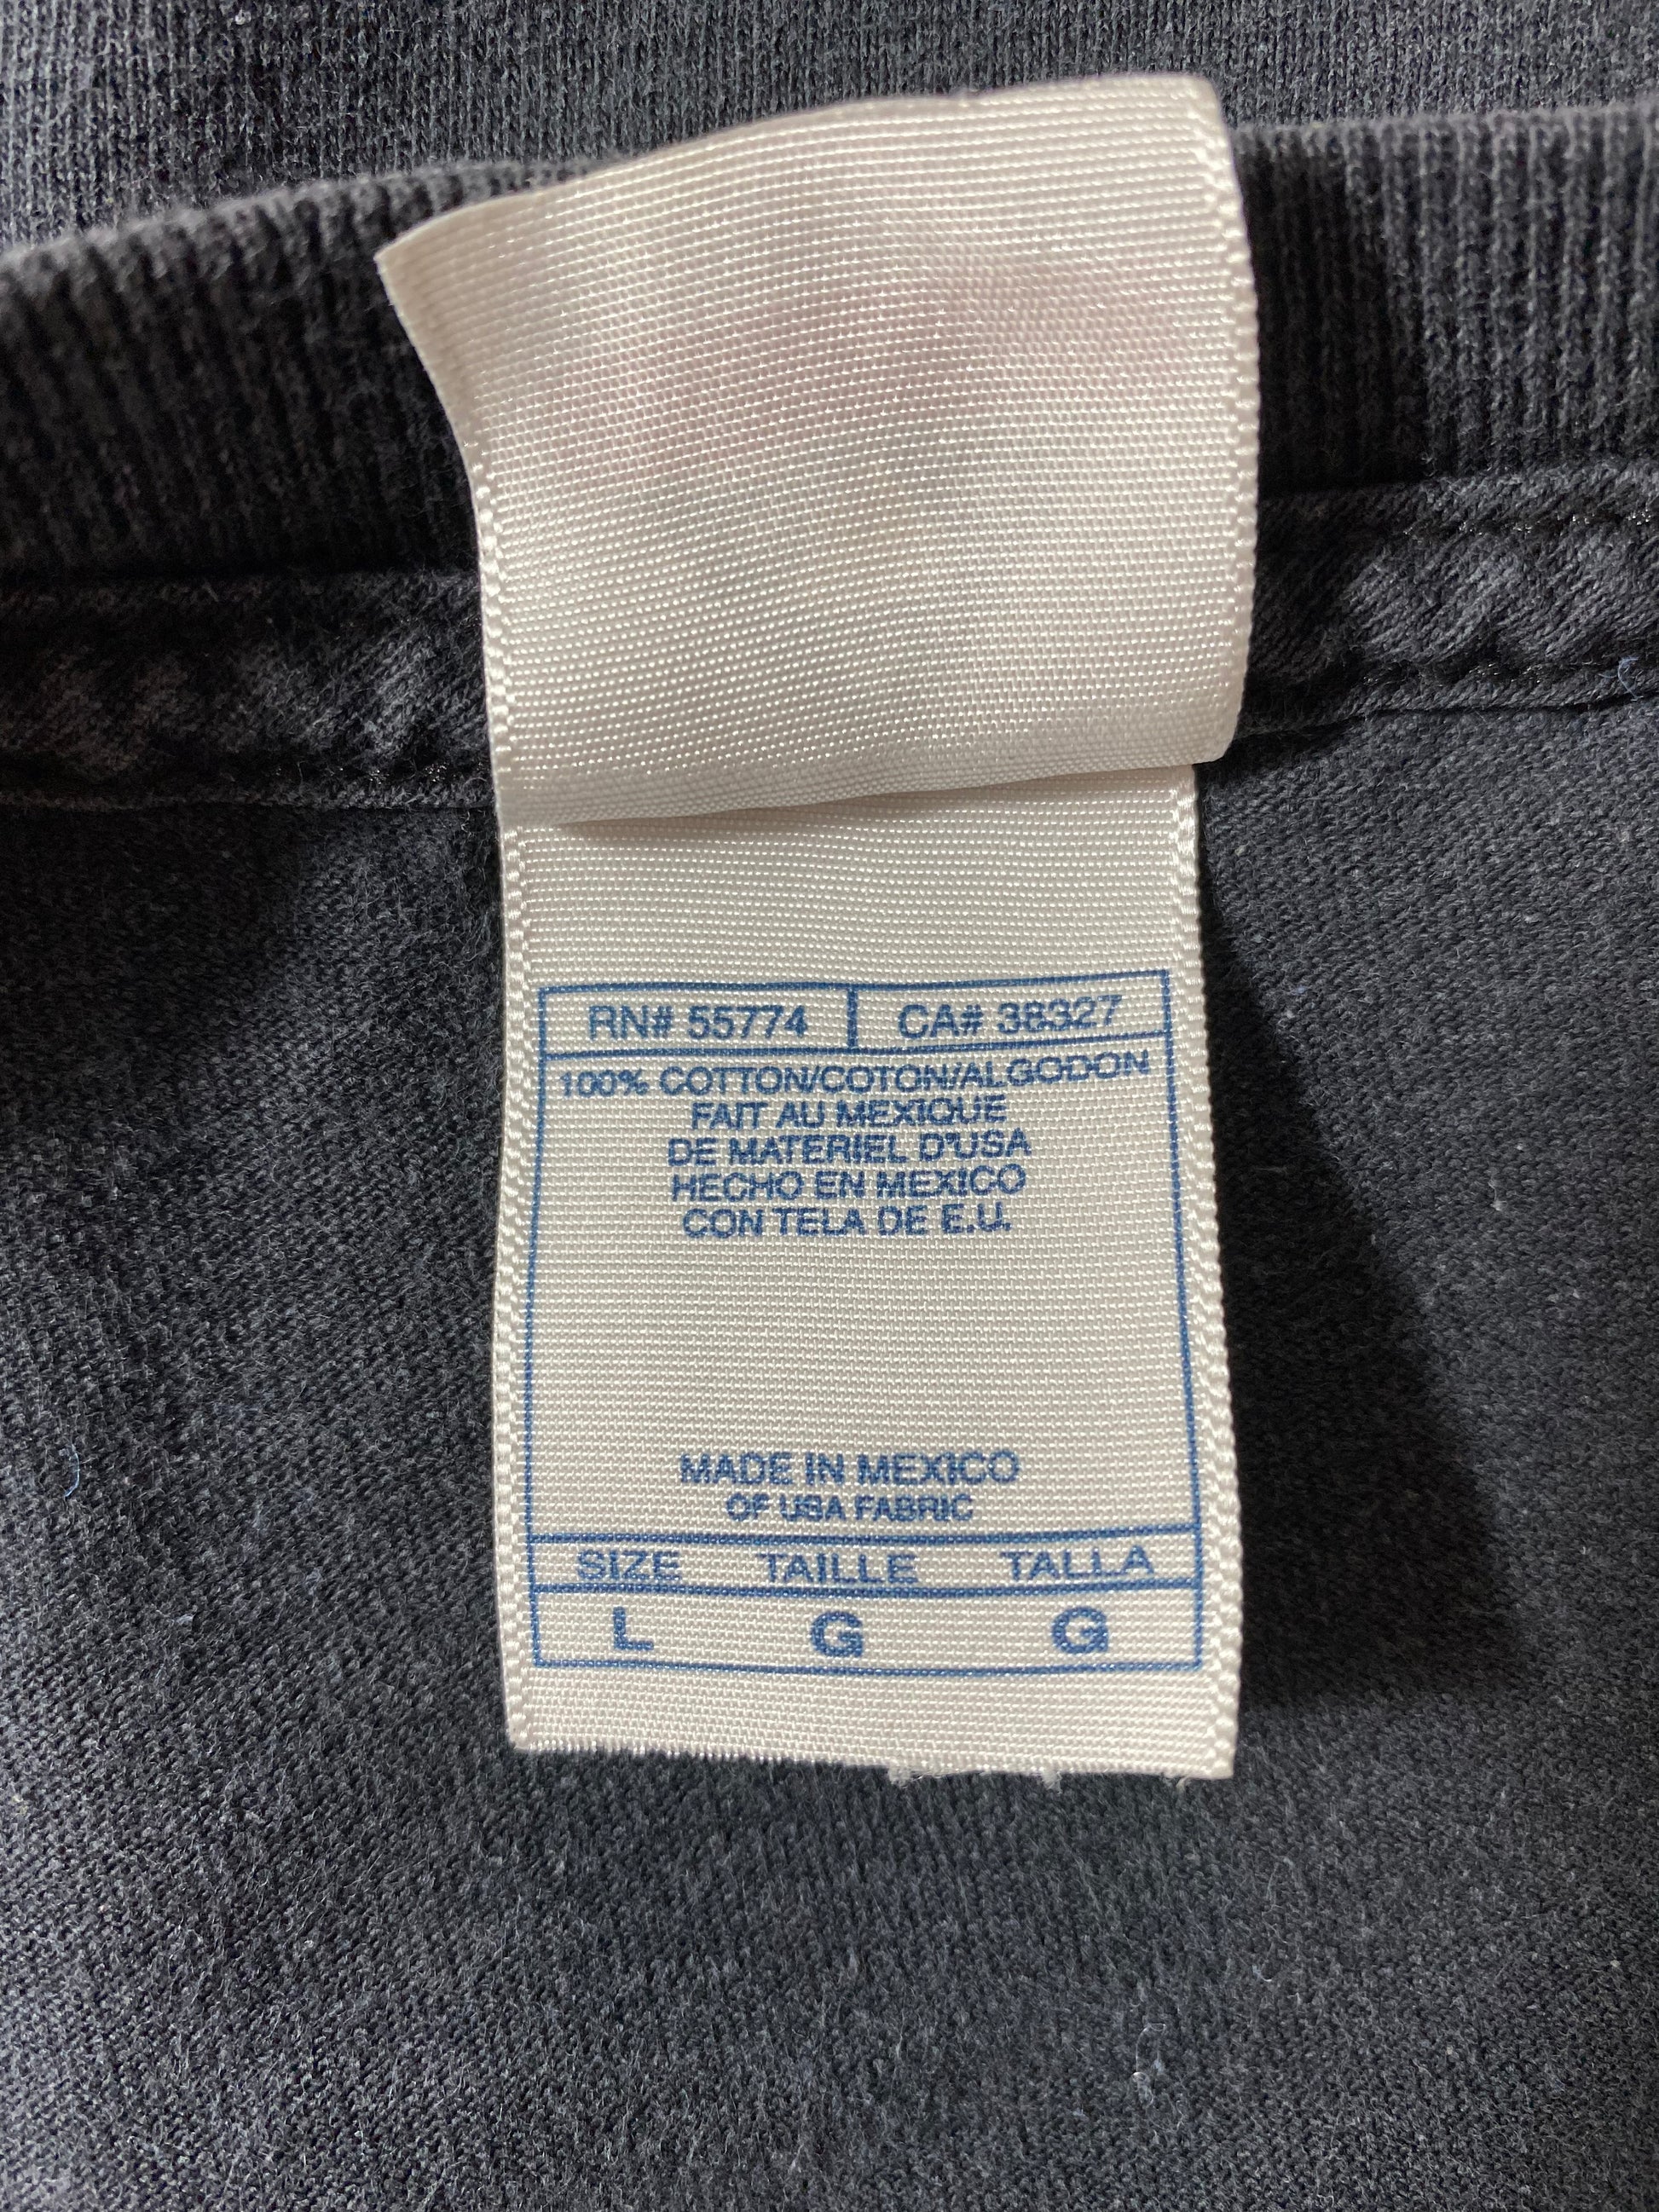 RN# 55774 CA# 38327
100% COTTON/COTON/ALGODON
FAIT AU MEXIQUE
DE MATERIEL D'USA
HECHO EN MEXICO
CON TELA DE E.U.
MADE IN MEXICO
OF USA FABRIC
SIZE TAILLE TALLA
L G G